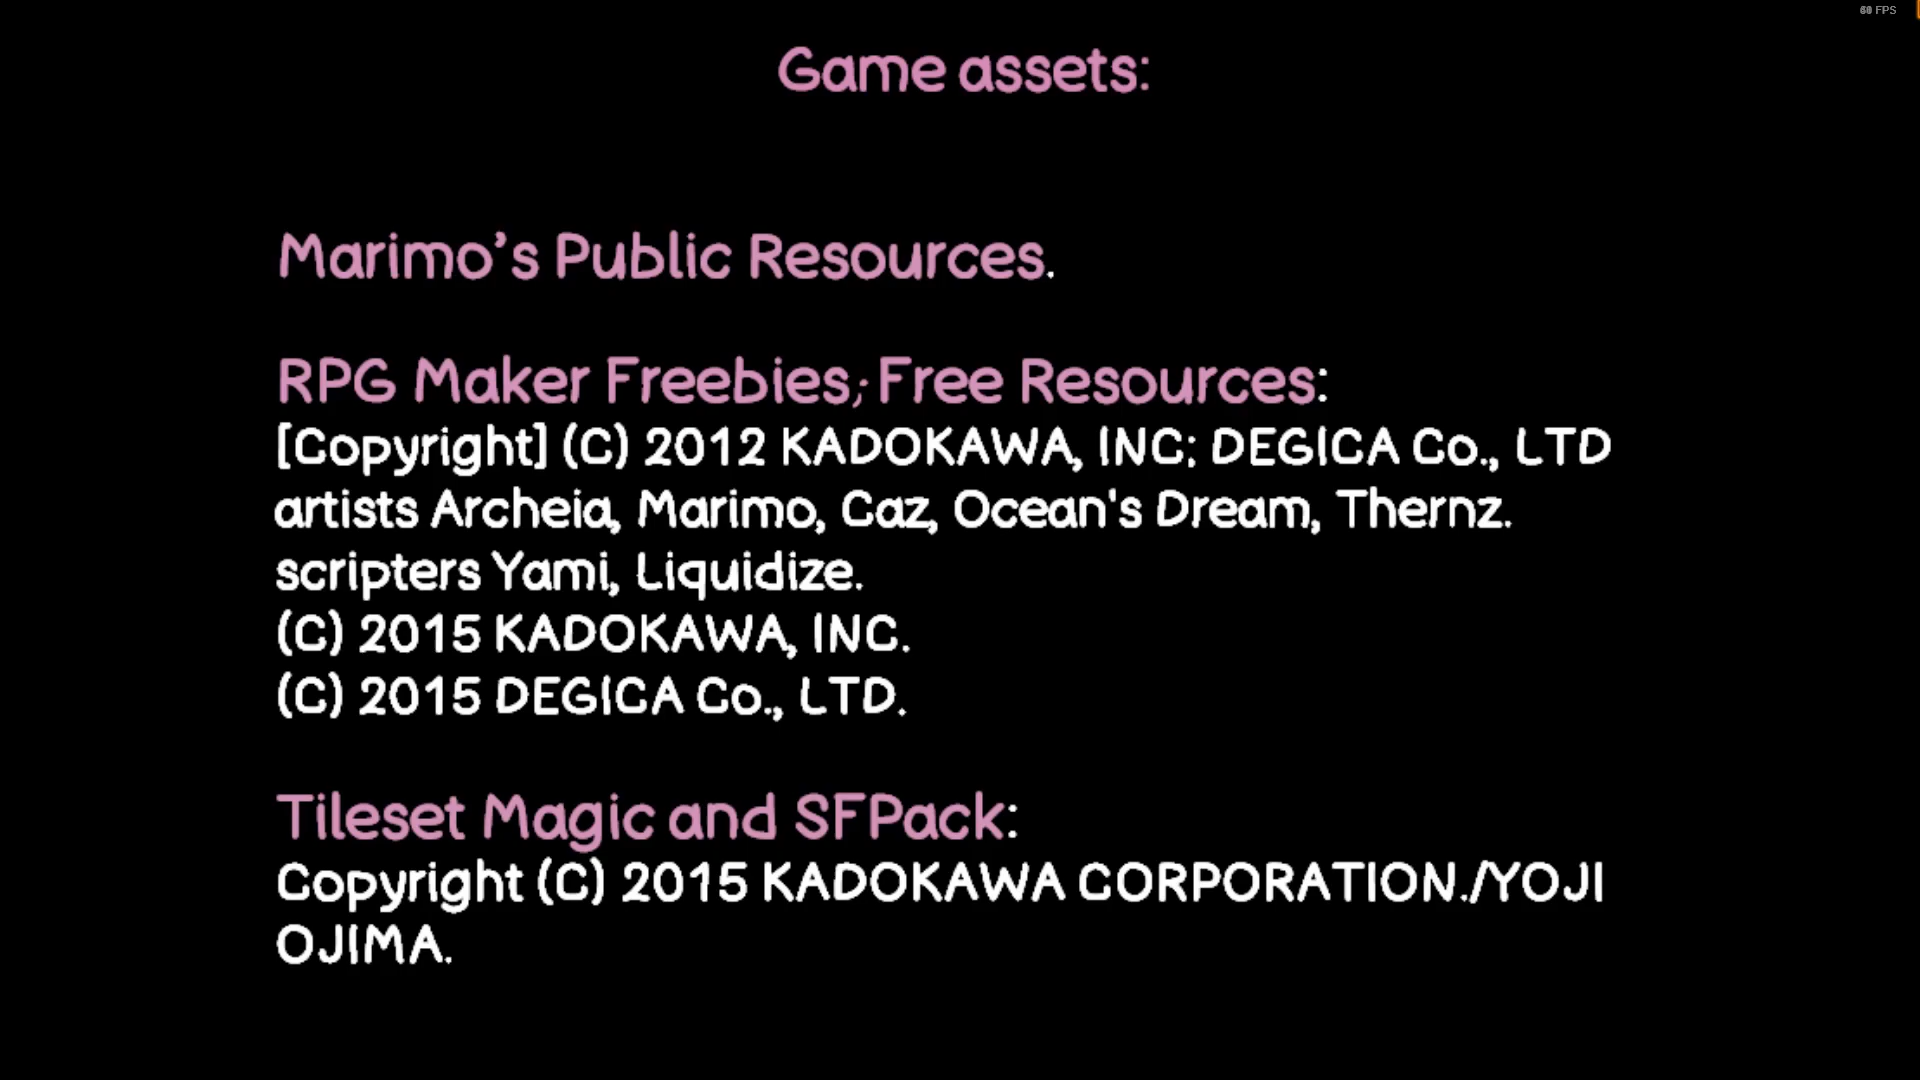 Game assets:
Marimo’s Public Resources.
RPG Maker Freebies; Free Resources:
[Copyright] (C) 2012 KADOKAWA, INC; DEGICA Co., LTD
artists Archeia, Marimo, Caz, Ocean's Dream, Thernz.
scripters Yami, Liquidize.
(C) 2015 KADOKAWA, INC.
(C) 2015 DEGICA Co., LTD.
Tileset Magic and SFPack:
Copyright (C) 2015 KADOKAWA CORPORATION./YOJI
OJIMA.